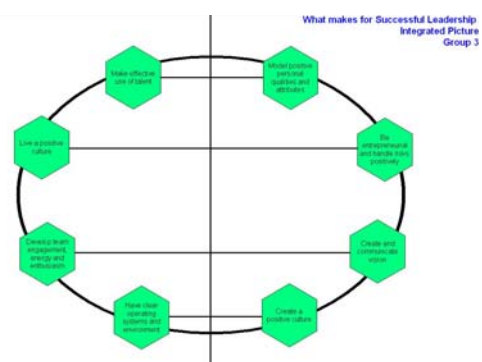 What makes for Successful Leadership
Integrated Picture
Group 3
Make effective
use of talent
Model positive
personal
qualities and
attributes
Live a positive
culture
Be
entrepreneurial
and handle risks
positively
Develop team
engagement,
energy and
enthusiasm
Create and
communicate
vision
Have clear
operating
systems and
environment
Create a
positive culture